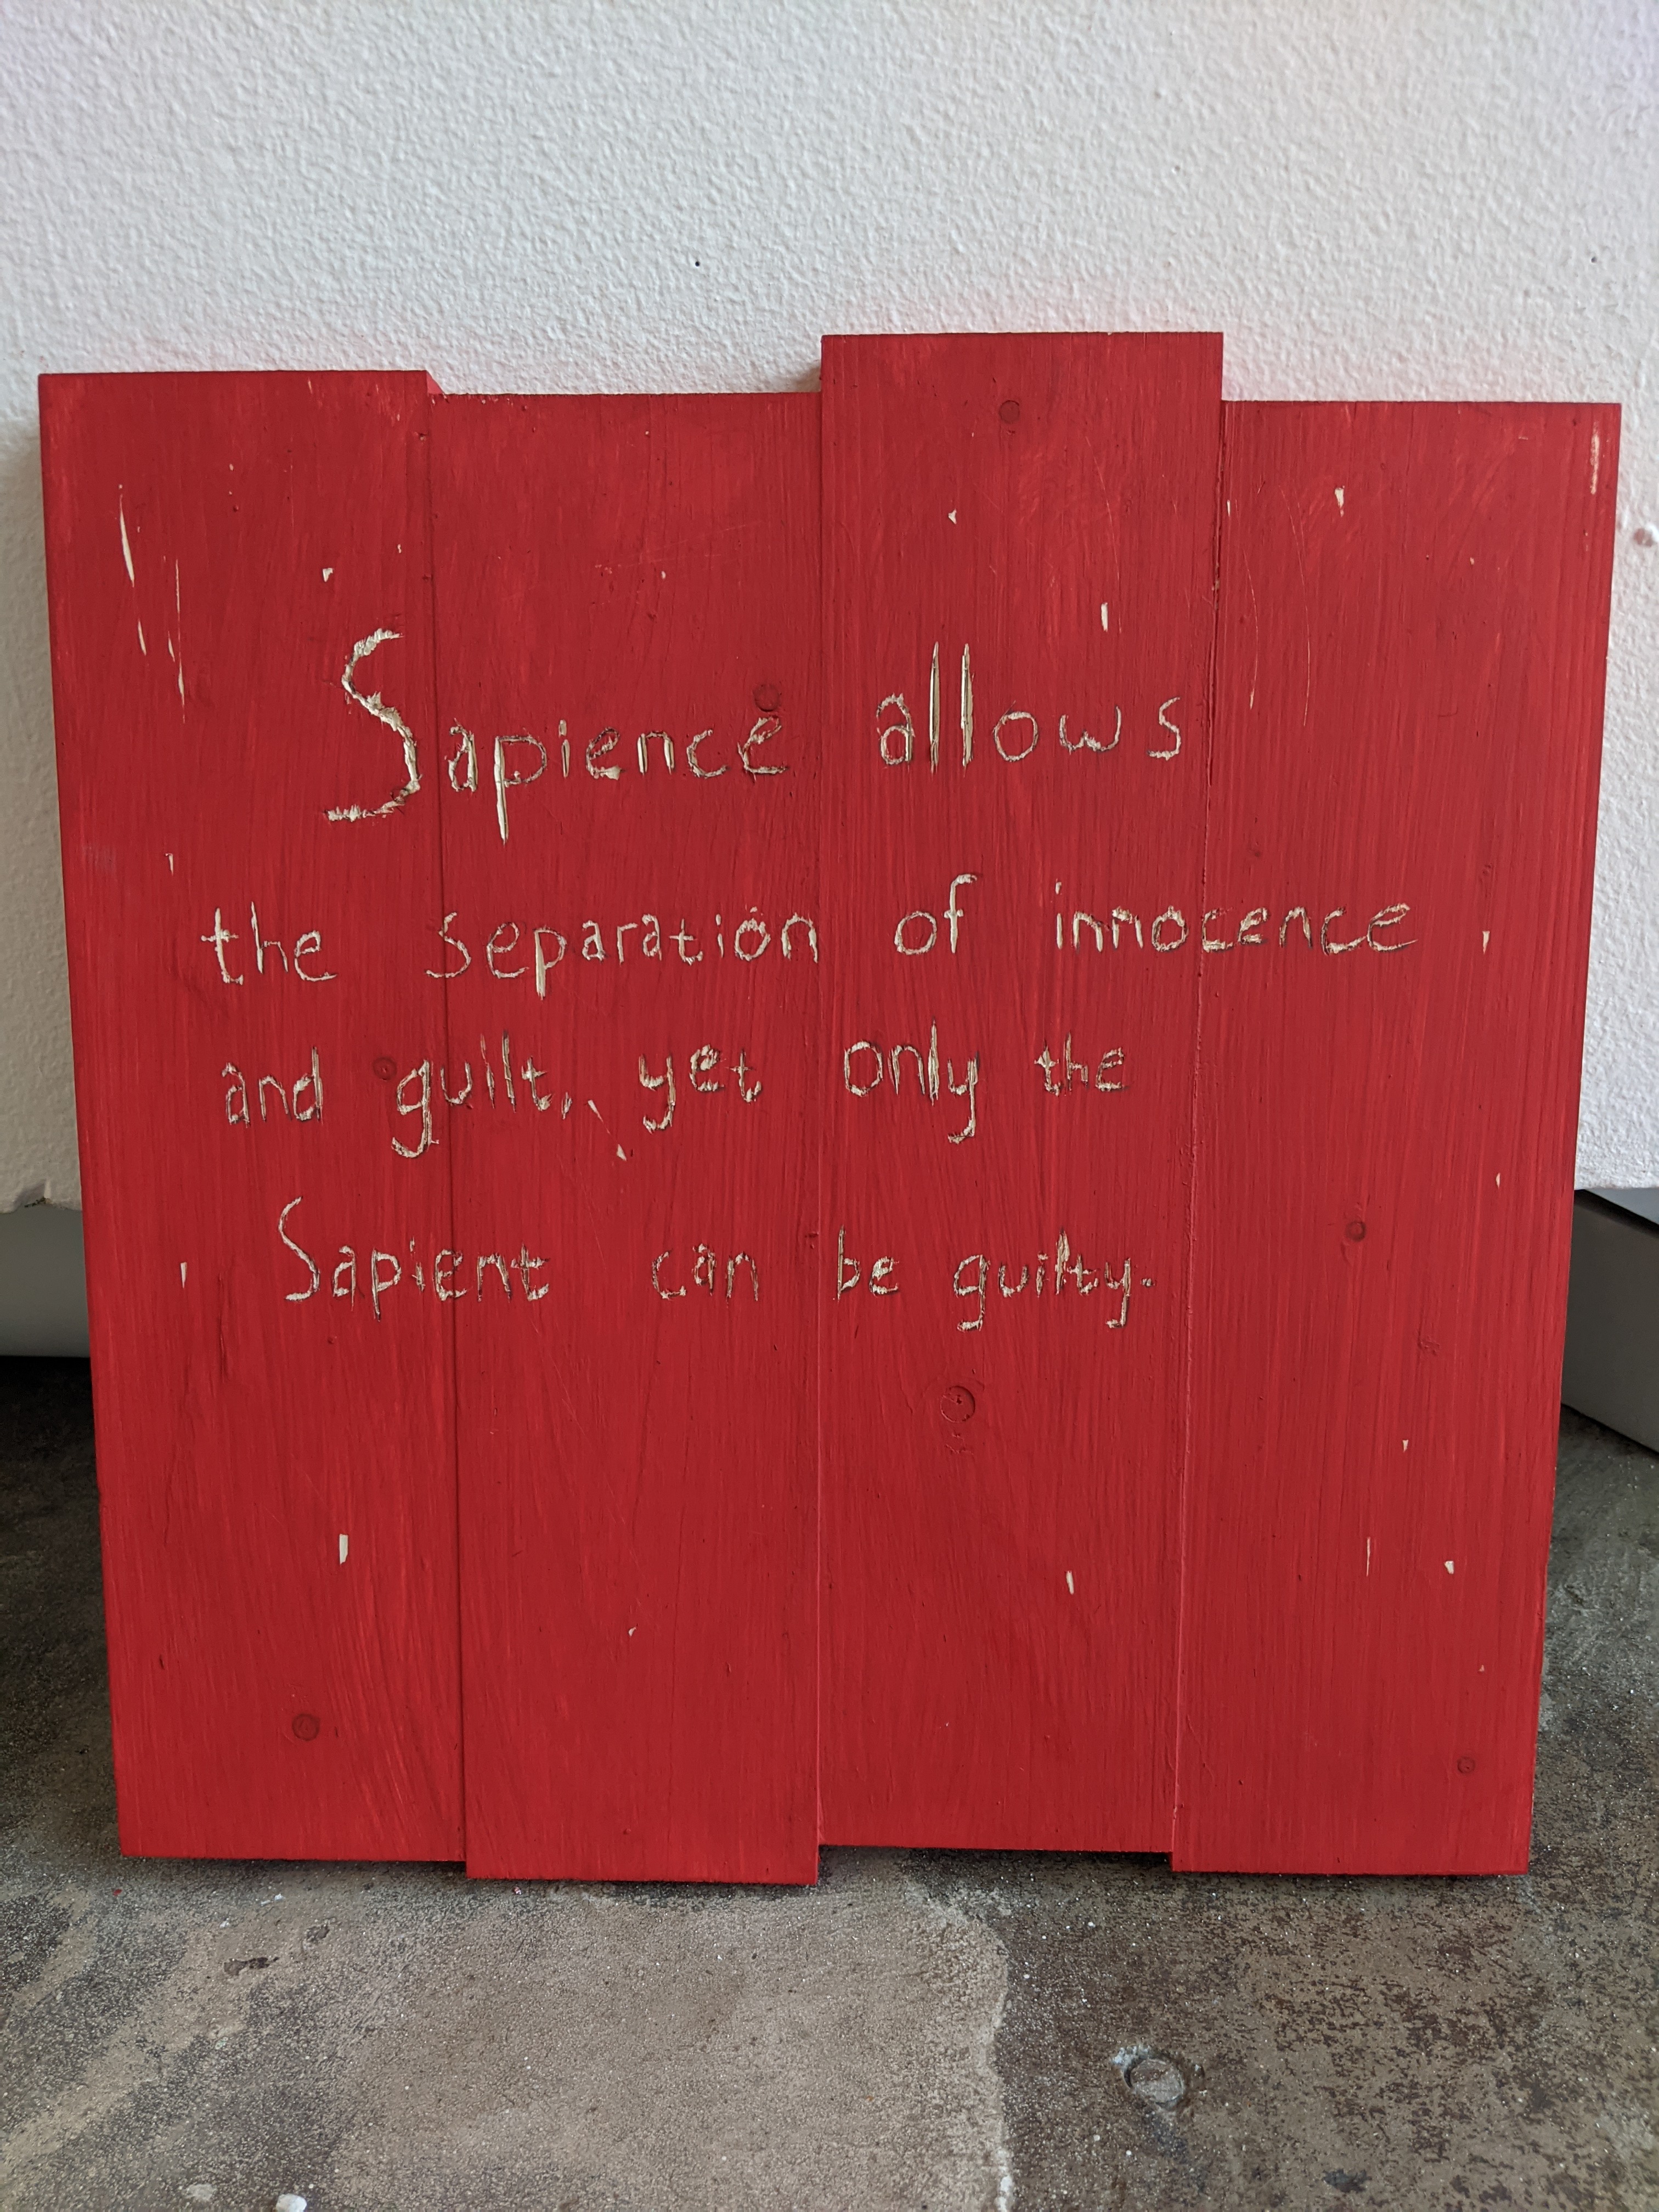 Sapience allows
the separation of innocence
and guilt, yet only the
Sapient can be guilty.